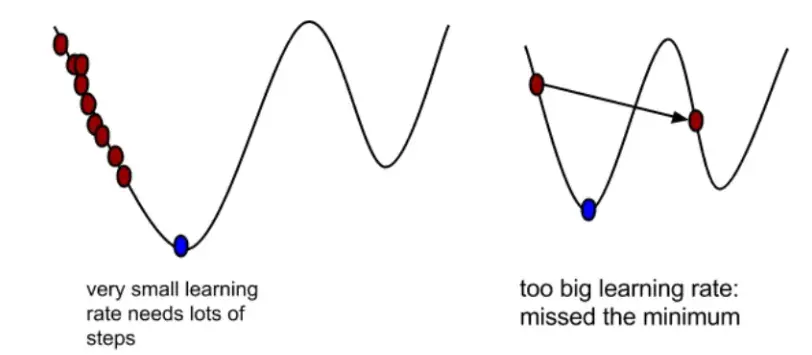 very small learning
rate needs lots of
steps
too big learning rate:
missed the minimum